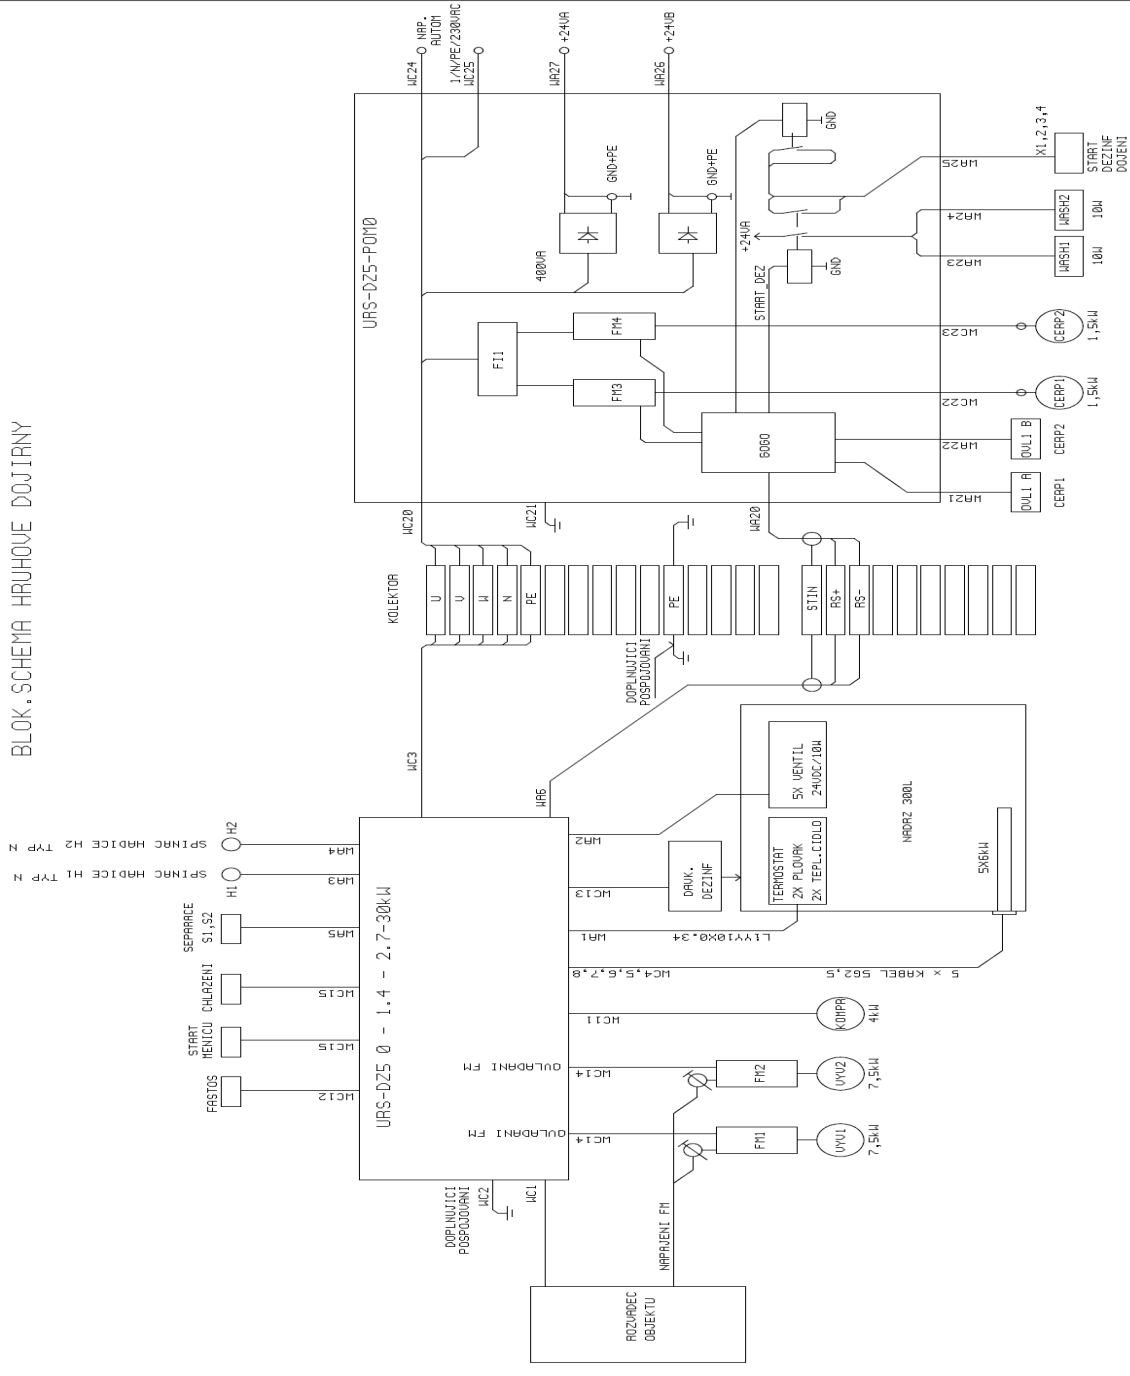 BLOK.SCHEMA HRUHOVE DOJIRNY
SPINAC HADICE H2 TYP N
H2
WA4
SPINAC HADICE H1 TYP N
H1
WA3
SEPARACE
S1,S2
WA5
CHLAZENI
WC15
START
MENICU
WC15
FASTOS
WC12
URS-DZ5 0 - 1.4 - 2.7-30kW
OVLADANI FM
OVLADANI FM
DOPLNUJICI
POSPOJOVANI
WC2
WC1
ROZVADEC
OBJEKTU
NAPAJENI FM
WC14
FM1
VYV1
7,5kW
WC14
FM2
VYV2
7,5kW
WC11
KOMPR
4kW
WC4,5,6,7,8
5 x KABEL 5G2,5
WA1
LIYY10X0.34
WC13
DAVK.
DEZINF
WA2
TERMOSTAT
2X PLOVAK
2X TEPL.CIDLO
5X VENTIL
24VDC/10W
NADRZ 300L
5X6kW
WA6
WC3
KOLEKTOR
U
V
W
N
PE
PE
DOPLNUJICI
POSPOJOVANI
STIN
RS+
RS-
WC20
WC21
WA20
URS-DZ5-POM0
FI1
FM3
FM4
GOGO
400VA
GND+PE
GND+PE
START_DEZ
+24VA
GND
GND
WC24
NAP.
AUTOM
1/N/PE/230VAC
WC25
WA27
+24VA
WA26
+24VB
WA21
OVL1 A
CERP1
WA22
OVL1 B
CERP2
WC22
CERP1
1,5kW
WC23
CERP2
1,5kW
WA23
WASH1
10W
WA24
WASH2
10W
WA25
X1,2,3,4
START
DEZINF
DOJENI